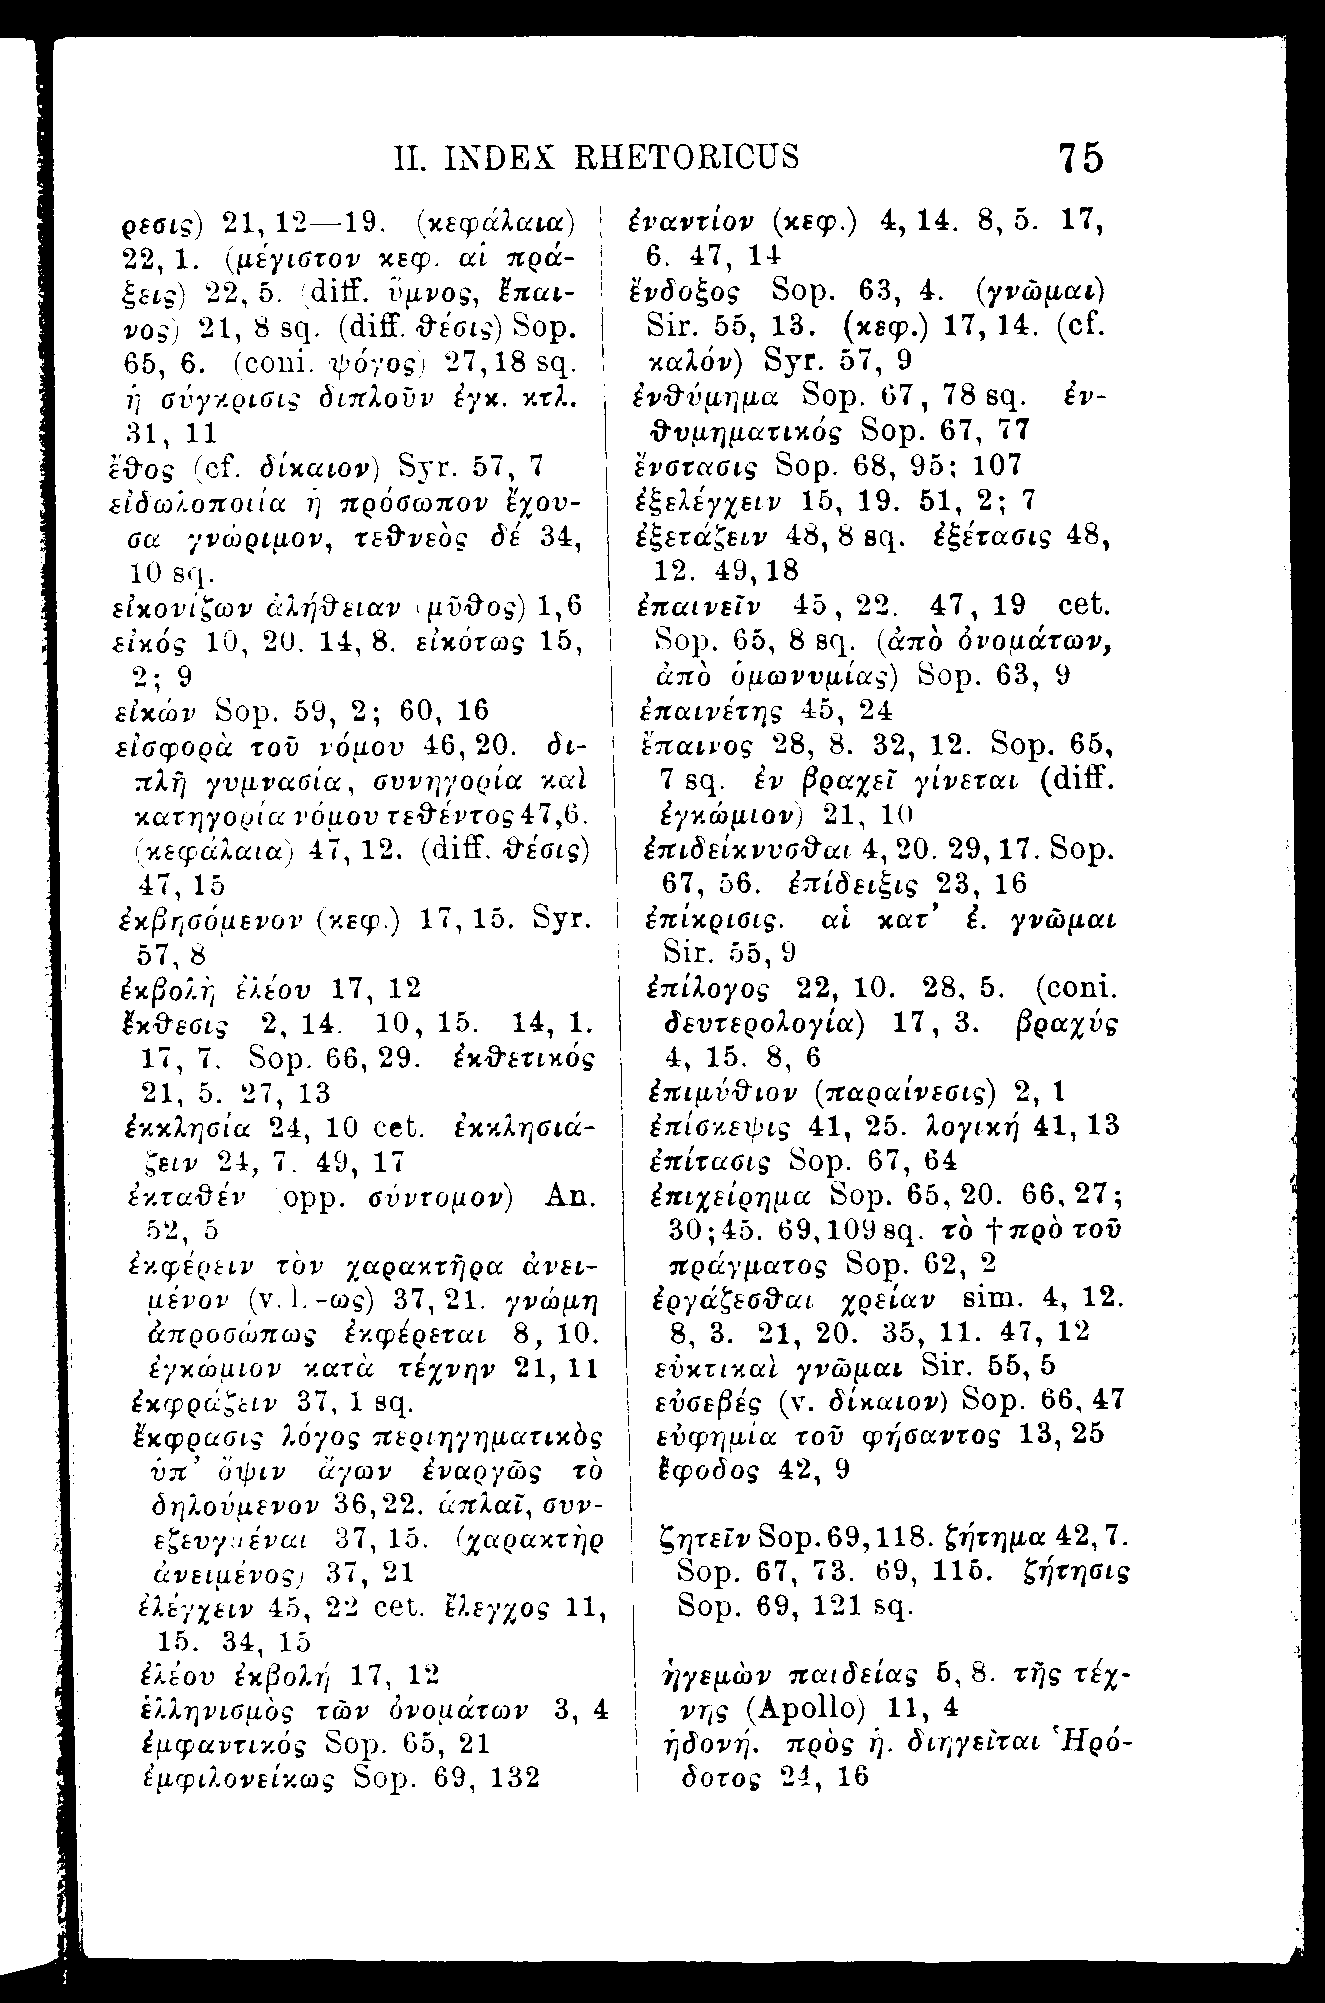 II. INDEX RHETORICUS 75
ρεσις) 21, 12—19. (κεφάλαια)
22, 1. (μέγιστον κεφ. αἱ πρά-
ξεις) 22, 5. (diff. ὕμνος, ἔπαι-
νος) 21, 8 sq. (diff. θέσις) Sop.
65, 6. (coni. ψόγος) 27, 18 sq.
ἡ σύγκρισις διπλοῦν ἐγκ. κτλ.
31, 11
ἔθος (cf. δίκαιον) Syr. 57, 7
εἰδωλοποιία ἡ πρόσωπον ἔχου-
σα γνώριμον, τεθνεὸς δέ 34,
10 sq.
εἰκονίζων ἀλήθειαν (μῦθος) 1,6
εἰκός 10, 20. 14, 8. εἰκότως 15,
2; 9
εἰκών Sop. 59, 2; 60, 16
εἰσφορὰ τοῦ νόμου 46, 20. δι-
πλῆ γυμνασία, συνηγορία καὶ
κατηγορία νόμου τεθέντος 47,6.
(κεφάλαια) 47, 12. (diff. θέσις)
47, 15
ἐκβησόμενον (κεφ.) 17, 15. Syr.
57, 8
ἐκβολὴ ἐλέου 17, 12
ἔκθεσις 2, 14. 10, 15. 14, 1.
17, 7. Sop. 66, 29. ἐκθετικός
21, 5. 27, 13
ἐκκλησία 24, 10 cet. ἐκκλησιά-
ζειν 24, 7. 49, 17
ἐκταθέν (opp. σύντομον) An.
52, 5
ἐκφέρειν τὸν χαρακτῆρα ἀνει-
μένον (v. l. -ως) 37, 21. γνώμη
ἀπροσώπως ἐκφέρεται 8, 10.
ἐγκώμιον κατὰ τέχνην 21, 11
ἐκφράζειν 37, 1 sq.
ἔκφρασις λόγος περιηγηματικὸς
ὑπ' ὄψιν ἄγων ἐναργῶς τὸ
δηλούμενον 36, 22. ἁπλαῖ, συν-
εζευγμέναι 37, 15. (χαρακτὴρ
ἀνειμένος) 37, 21
ἐλέγχειν 45, 22 cet. ἔλεγχος 11,
15. 34, 15
ἐλέου ἐκβολή 17, 12
ἑλληνισμὸς τῶν ὀνομάτων 3, 4
ἐμφαντικός Sop. 65, 21
ἐμφιλονείκως Sop. 69, 132
ἐναντίον (κεφ.) 4, 14. 8, 5. 17,
6. 47, 14
ἔνδοξος Sop. 63, 4. (γνῶμαι)
Sir. 55, 13. (κεφ.) 17, 14. (cf.
καλόν) Syr. 57, 9
ἐνθύμημα Sop. 67, 78 sq. ἐν-
θυμηματικός Sop. 67, 77
ἔνστασις Sop. 68, 95; 107
ἐξελέγχειν 15, 19. 51, 2; 7
ἐξετάζειν 48, 8 sq. ἐξέτασις 48,
12. 49, 18
ἐπαινεῖν 45, 22. 47, 19 cet.
Sop. 65, 8 sq. (ἀπὸ ὀνομάτων,
ἀπὸ ὁμωνυμίας) Sop. 63, 9
ἐπαινέτης 45, 24
ἔπαινος 28, 8. 32, 12. Sop. 65,
7 sq. ἐν βραχεῖ γίνεται (diff.
ἐγκώμιον) 21, 10
ἐπιδείκνυσθαι 4, 20. 29, 17. Sop.
67, 56. ἐπίδειξις 23, 16
ἐπίκρισις. αἱ κατ' ἐ. γνῶμαι
Sir. 55, 9
ἐπίλογος 22, 10. 28, 5. (coni.
δευτερολογία) 17, 3. βραχύς
4, 15. 8, 6
ἐπιμύθιον (παραίνεσις) 2, 1
ἐπίσκεψις 41, 25. λογική 41, 13
ἐπίτασις Sop. 67, 64
ἐπιχείρημα Sop. 65, 20. 66, 27;
30; 45. 69, 109 sq. τὸ †πρὸ τοῦ
πράγματος Sop. 62, 2
ἐργάζεσθαι χρείαν sim. 4, 12.
8, 3. 21, 20. 35, 11. 47, 12
εὐκτικαὶ γνῶμαι Sir. 55, 5
εὐσεβές (v. δίκαιον) Sop. 66, 47
εὐφημία τοῦ φήσαντος 13, 25
ἔφοδος 42, 9
ζητεῖν Sop. 69, 118. ζήτημα 42, 7.
Sop. 67, 73. 69, 115. ζήτησις
Sop. 69, 121 sq.
ἡγεμὼν παιδείας 5, 8. τῆς τέχ-
νης (Apollo) 11, 4
ἡδονή. πρὸς ἡ. διηγεῖται Ἡρό-
δοτος 24, 16